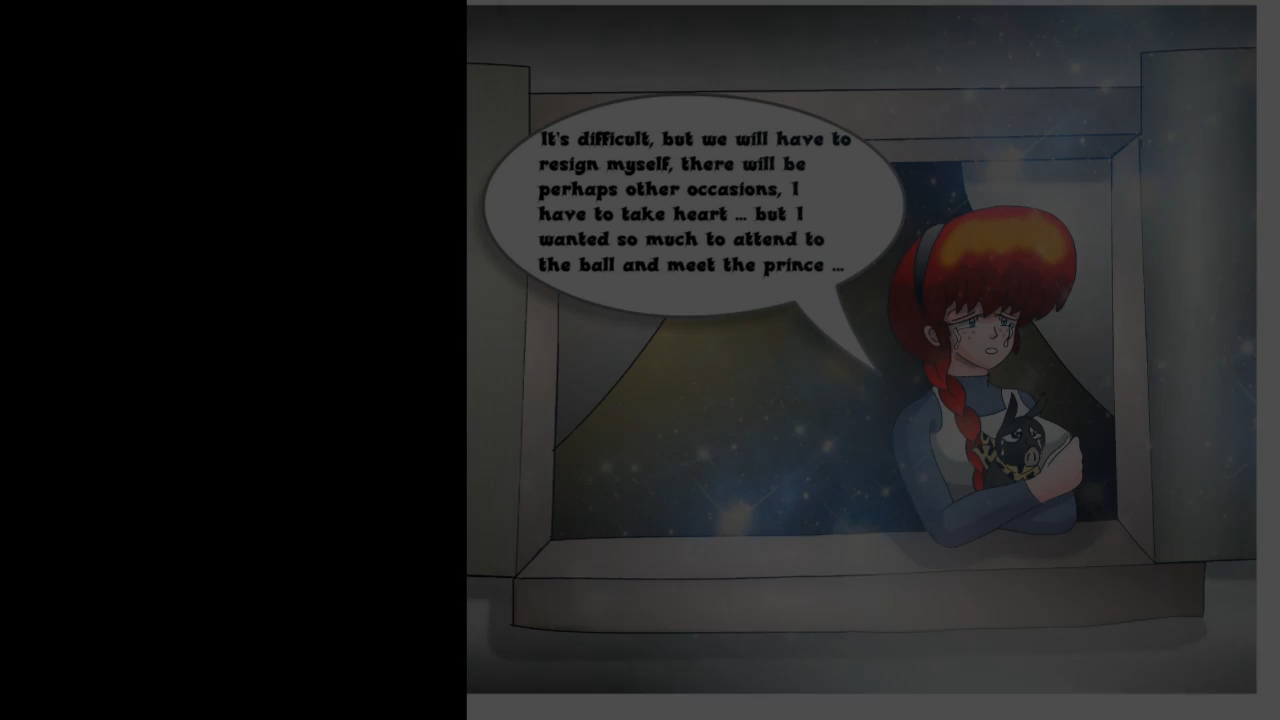 It's difficult, but we will have to
resign myself, there will be
perhaps other occasions, I
have to take heart ... but I
wanted so much to attend to
the ball and meet the prince ...